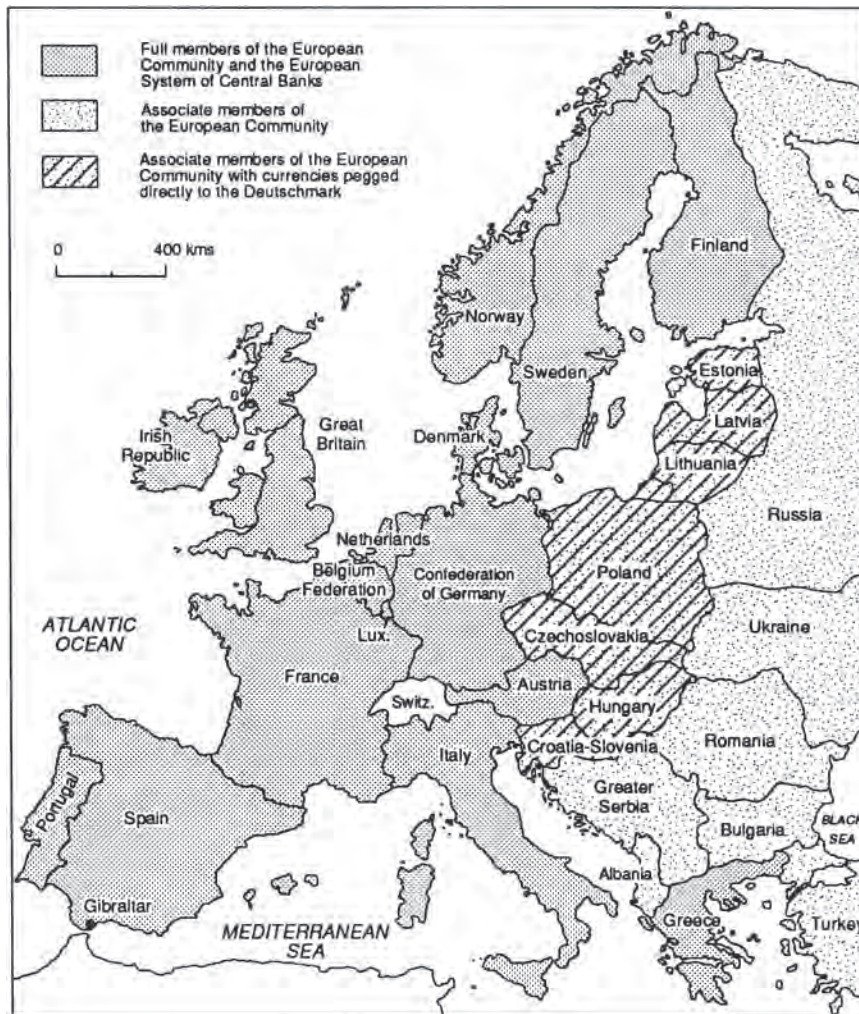 Full members of the European
Community and the European
System of Central Banks
Associate members of
the European Community
Associate members of the European
Community with currencies pegged
directly to the Deutschmark
0 400 kms
Finland
Norway
Sweden
Estonia
Latvia
Lithuania
Irish
Republic
Great
Britain
Denmark
Russia
Netherlands
Belgium
Federation
Confederation
of Germany
Poland
ATLANTIC
OCEAN
Lux.
Czechoslovakia
Ukraine
France
Austria
Switz.
Hungary
Italy
Croatia-Slovenia
Romania
Portugal
Spain
Greater
Serbia
Bulgaria
BLACK
SEA
Albania
Gibraltar
MEDITERRANEAN
SEA
Greece
Turkey